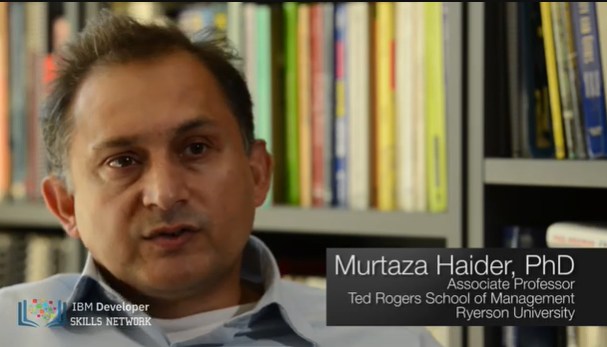 Murtaza Haider, PhD
Associate Professor
Ted Rogers School of Management
Ryerson University
IBM Developer
SKILLS NETWORK